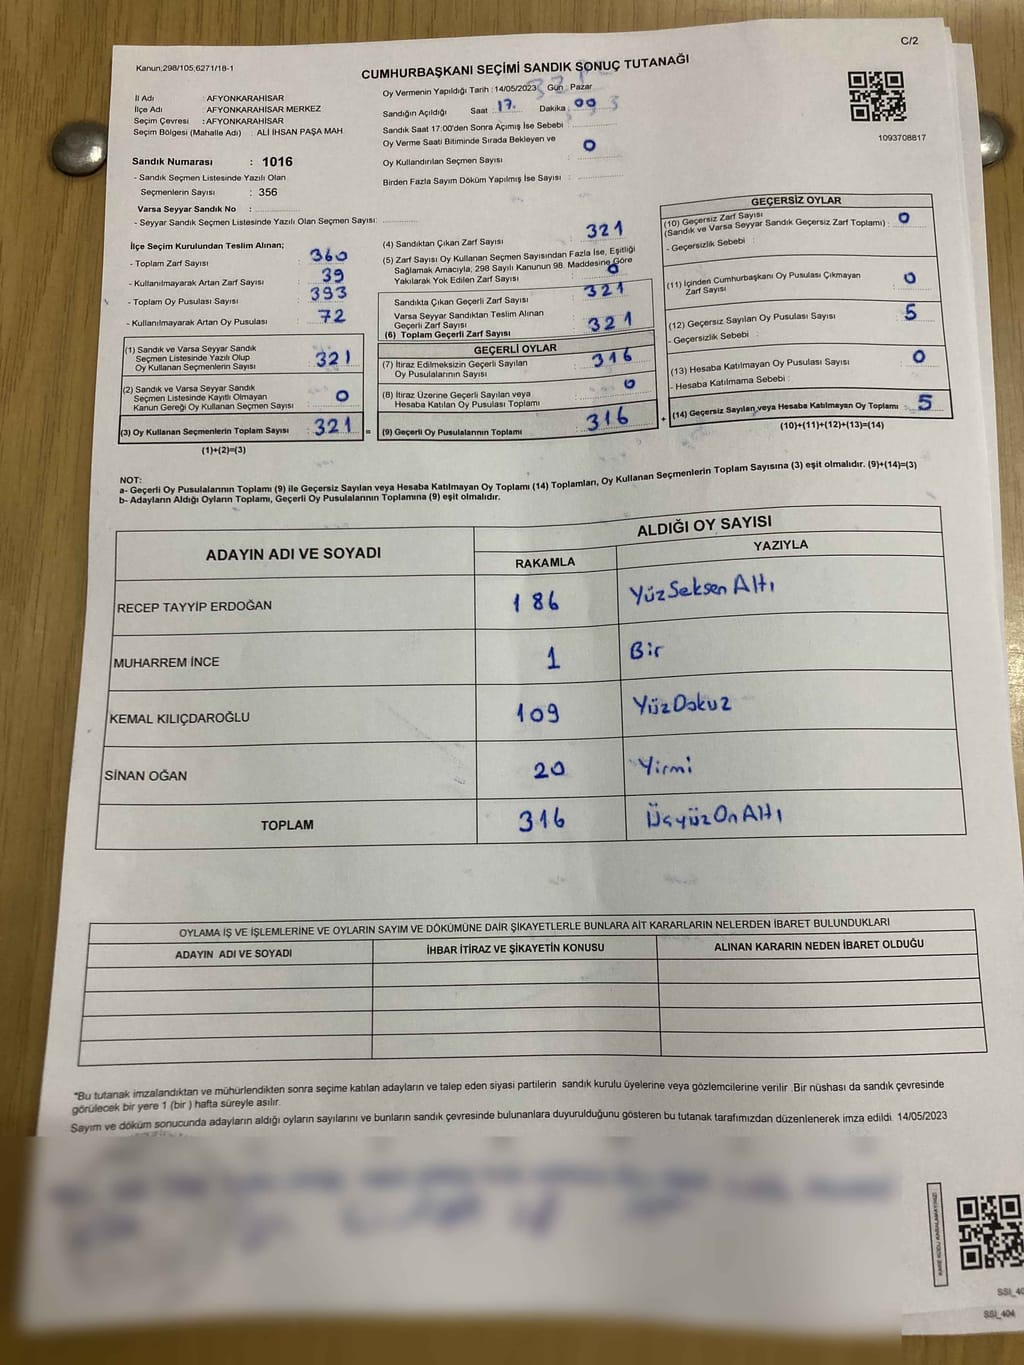 C/2
Kanun;298/105;6271/18-1
CUMHURBAŞKANI SEÇİMİ SANDIK SONUÇ TUTANAĞI
İl Adı : AFYONKARAHİSAR
İlçe Adı : AFYONKARAHİSAR MERKEZ
Seçim Çevresi : AFYONKARAHİSAR
Seçim Bölgesi (Mahalle Adı) : ALİ İHSAN PAŞA MAH
Sandık Numarası : 1016
- Sandık Seçmen Listesinde Yazılı Olan
Seçmenlerin Sayısı : 356
Varsa Seyyar Sandık No :
- Seyyar Sandık Seçmen Listesinde Yazılı Olan Seçmen Sayısı:
İlçe Seçim Kurulundan Teslim Alınan;
- Toplam Zarf Sayısı : 360
- Kullanılmayarak Artan Zarf Sayısı : 39
- Toplam Oy Pusulası Sayısı : 393
- Kullanılmayarak Artan Oy Pusulası : 72
(1) Sandık ve Varsa Seyyar Sandık
Seçmen Listesinde Yazılı Olup
Oy Kullanan Seçmenlerin Sayısı : 321
(2) Sandık ve Varsa Seyyar Sandık
Seçmen Listesinde Kayıtlı Olmayan
Kanun Gereği Oy Kullanan Seçmen Sayısı : 0
(3) Oy Kullanan Seçmenlerin Toplam Sayısı : 321 =
(1)+(2)=(3)
Oy Vermenin Yapıldığı Tarih : 14/05/2023 Gün : Pazar
Sandığın Açıldığı Saat : 17. Dakika : 00
Sandık Saat 17:00'den Sonra Açımış İse Sebebi :
Oy Verme Saati Bitiminde Sırada Bekleyen ve
Oy Kullandırılan Seçmen Sayısı : 0
Birden Fazla Sayım Döküm Yapılmış İse Sayısı :
(4) Sandıktan Çıkan Zarf Sayısı : 321
(5) Zarf Sayısı Oy Kullanan Seçmen Sayısından Fazla İse, Eşitliği
Sağlamak Amacıyla, 298 Sayılı Kanunun 98. Maddesine Göre
Yakılarak Yok Edilen Zarf Sayısı : 0
Sandıkta Çıkan Geçerli Zarf Sayısı : 321
Varsa Seyyar Sandıktan Teslim Alınan
Geçerli Zarf Sayısı
(6) Toplam Geçerli Zarf Sayısı : 321
GEÇERLİ OYLAR
(7) İtiraz Edilmeksizin Geçerli Sayılan
Oy Pusulalarının Sayısı : 316
(8) İtiraz Üzerine Geçerli Sayılan veya
Hesaba Katılan Oy Pusulası Toplamı : 0
(9) Geçerli Oy Pusulalarının Toplamı : 316 +
1093708817
GEÇERSİZ OYLAR
(10) Geçersiz Zarf Sayısı
(Sandık ve Varsa Seyyar Sandık Geçersiz Zarf Toplamı) : 0
- Geçersizlik Sebebi :
(11) İçinden Cumhurbaşkanı Oy Pusulası Çıkmayan
Zarf Sayısı : 0
(12) Geçersiz Sayılan Oy Pusulası Sayısı : 5
- Geçersizlik Sebebi :
(13) Hesaba Katılmayan Oy Pusulası Sayısı : 0
- Hesaba Katılmama Sebebi :
(14) Geçersiz Sayılan veya Hesaba Katılmayan Oy Toplamı : 5
(10)+(11)+(12)+(13)=(14)
NOT:
a- Geçerli Oy Pusulalarının Toplamı (9) ile Geçersiz Sayılan veya Hesaba Katılmayan Oy Toplamı (14) Toplamları, Oy Kullanan Seçmenlerin Toplam Sayısına (3) eşit olmalıdır. (9)+(14)=(3)
b- Adayların Aldığı Oyların Toplamı, Geçerli Oy Pusulalarının Toplamına (9) eşit olmalıdır.
ADAYIN ADI VE SOYADI ALDIĞI OY SAYISI
RAKAMLA YAZIYLA
RECEP TAYYİP ERDOĞAN 186 YüzSeksenAltı
MUHARREM İNCE 1 Bir
KEMAL KILIÇDAROĞLU 109 YüzDokuz
SİNAN OĞAN 20 Yirmi
TOPLAM 316 ÜçyüzOnAltı
OYLAMA İŞ VE İŞLEMLERİNE VE OYLARIN SAYIM VE DÖKÜMÜNE DAİR ŞİKAYETLERLE BUNLARA AİT KARARLARIN NELERDEN İBARET BULUNDUKLARI
ADAYIN ADI VE SOYADI İHBAR İTİRAZ VE ŞİKAYETİN KONUSU ALINAN KARARIN NEDEN İBARET OLDUĞU
*Bu tutanak imzalandıktan ve mühürlendikten sonra seçime katılan adayların ve talep eden siyasi partilerin sandık kurulu üyelerine veya gözlemcilerine verilir .Bir nüshası da sandık çevresinde
görülecek bir yere 1 (bir ) hafta süreyle asılır.
Sayım ve döküm sonucunda adayların aldığı oyların sayılarını ve bunların sandık çevresinde bulunanlara duyurulduğunu gösteren bu tutanak tarafımızdan düzenlenerek imza edildi. 14/05/2023
KARE KODU KARALAMAYINIZ!
SSI_40
SSI_404